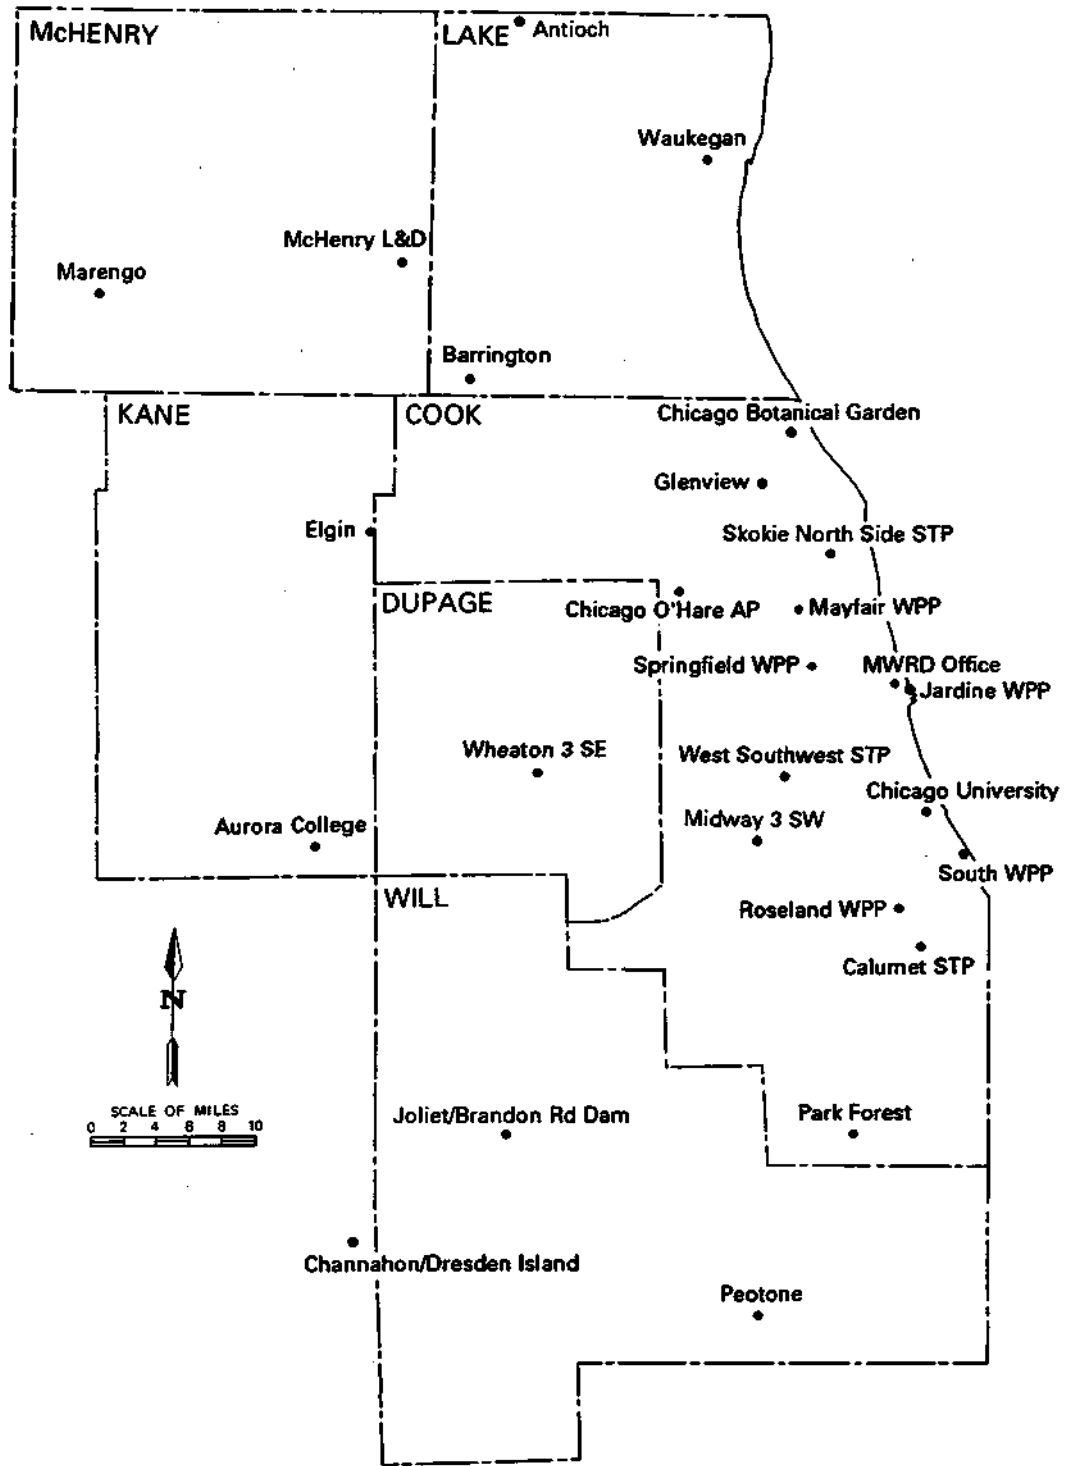 McHENRY
LAKE
Antioch
Waukegan
McHenry L&D
Marengo
Barrington
KANE
COOK
Chicago Botanical Garden
Glenview
Elgin
Skokie North Side STP
DUPAGE
Chicago O'Hare AP
Mayfair WPP
Springfield WPP
MWRD Office
Jardine WPP
Wheaton 3 SE
West Southwest STP
Chicago University
Aurora College
Midway 3 SW
South WPP
WILL
Roseland WPP
Calumet STP
N
SCALE OF MILES
0 2 4 6 8 10
Joliet/Brandon Rd Dam
Park Forest
Channahon/Dresden Island
Peotone